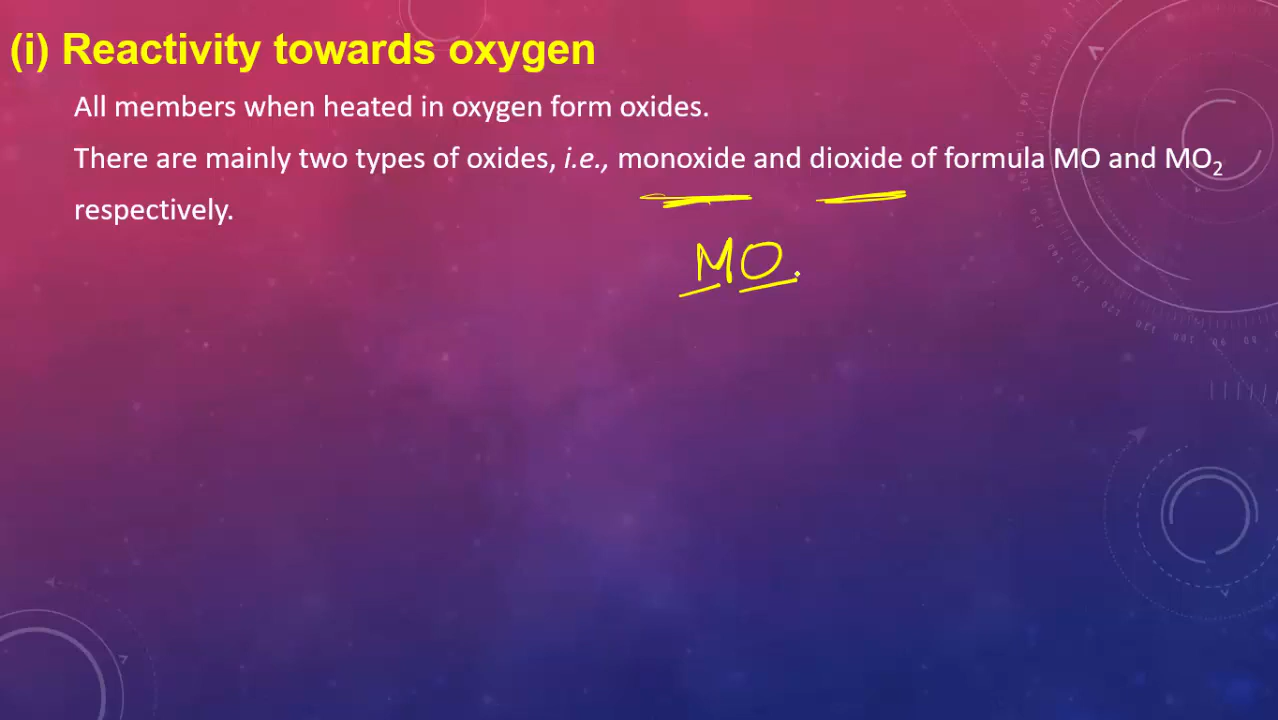 (i) Reactivity towards oxygen
All members when heated in oxygen form oxides.
There are mainly two types of oxides, i.e., monoxide and dioxide of formula MO and MO₂
respectively.
MO.